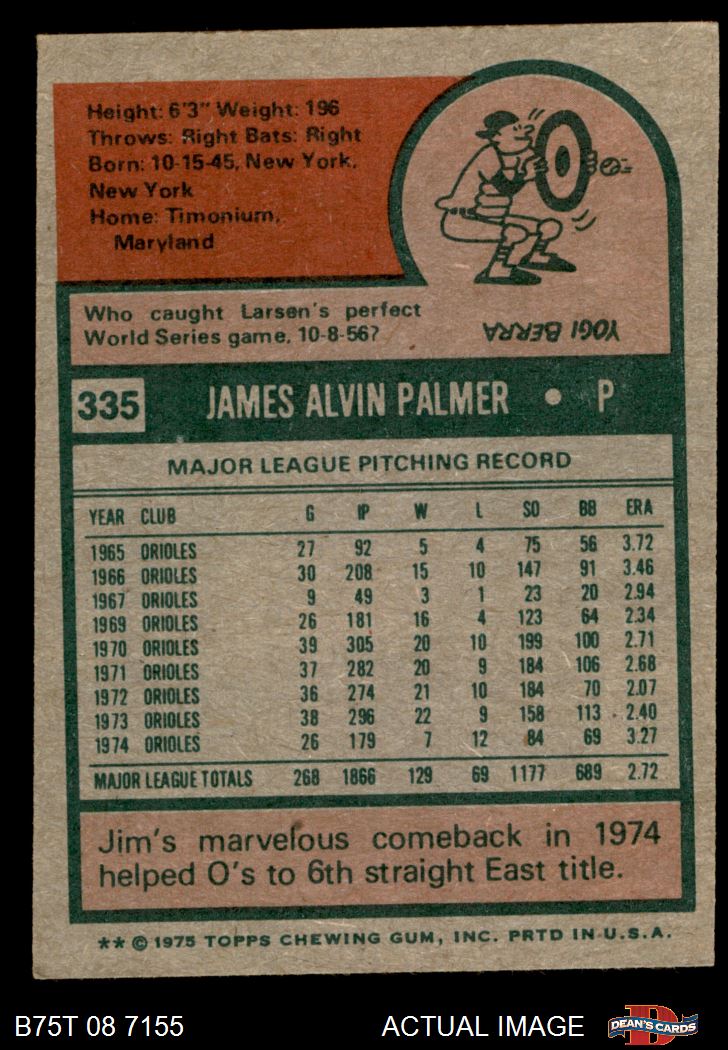 Height: 6'3" Weight: 196
Throws: Right Bats: Right
Born: 10-15-45, New York,
New York
Home: Timonium,
Maryland
Who caught Larsen's perfect
World Series game, 10-8-56?
YOGI BERRA
335 JAMES ALVIN PALMER • P
MAJOR LEAGUE PITCHING RECORD
YEAR CLUB G IP W L SO BB ERA
1965 ORIOLES 27 92 5 4 75 56 3.72
1966 ORIOLES 30 208 15 10 147 91 3.46
1967 ORIOLES 9 49 3 1 23 20 2.94
1969 ORIOLES 26 181 16 4 123 64 2.34
1970 ORIOLES 39 305 20 10 199 100 2.71
1971 ORIOLES 37 282 20 9 184 106 2.68
1972 ORIOLES 36 274 21 10 184 70 2.07
1973 ORIOLES 38 296 22 9 158 113 2.40
1974 ORIOLES 26 179 7 12 84 69 3.27
MAJOR LEAGUE TOTALS 268 1866 129 69 1177 689 2.72
Jim's marvelous comeback in 1974
helped O's to 6th straight East title.
** © 1975 TOPPS CHEWING GUM, INC. PRTD IN U.S.A.
B75T 08 7155 ACTUAL IMAGE D DEAN'S CARDS